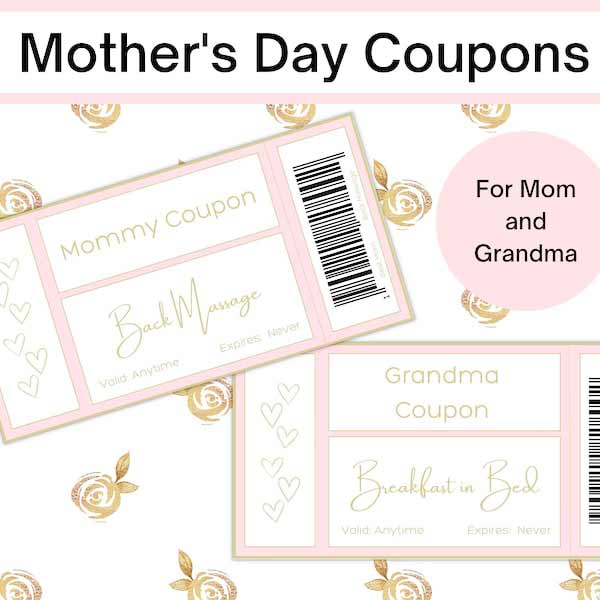 Mother's Day Coupons
For Mom
and
Grandma
Mommy Coupon
Back Massage
Valid: Anytime
Expires: Never
Grandma
Coupon
Breakfast in Bed
Valid: Anytime
Expires: Never